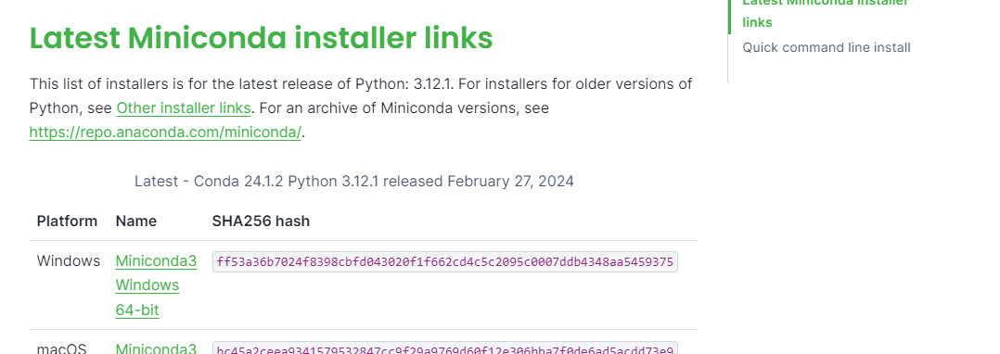 Latest Miniconda installer
links
Quick command line install
Latest Miniconda installer links
This list of installers is for the latest release of Python: 3.12.1. For installers for older versions of
Python, see Other installer links. For an archive of Miniconda versions, see
https://repo.anaconda.com/miniconda/.
Latest - Conda 24.1.2 Python 3.12.1 released February 27, 2024
Platform Name SHA256 hash
Windows Miniconda3 ff53a36b7024f8398cbfd043020f1f662cd4c5c2095c0007ddb4348aa5459375
Windows
64-bit
macOS Miniconda3 bc45a2ceea9341579532847cc9f29a9769d60f12e306bba7f0de6ad5acdd73e9